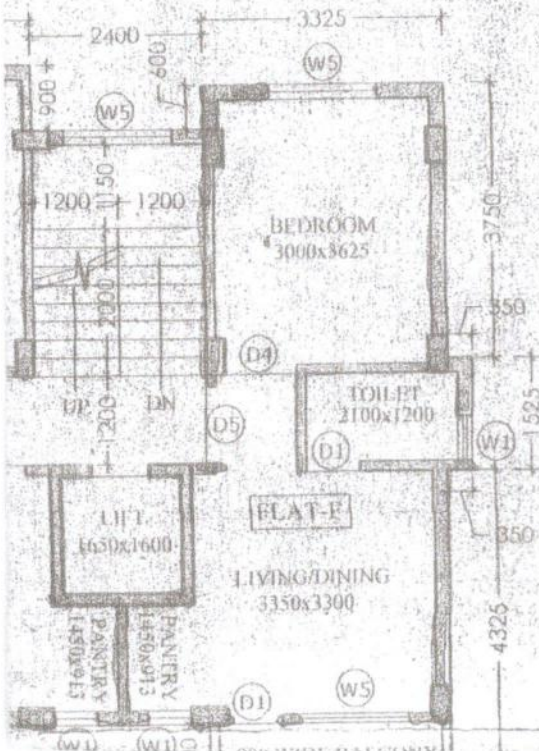 3325
2400
600
W5
900
W5
1150
1200
1200
BEDROOM
3000x3625
3750
2000
350
D4
TOILET
2100x1200
1525
UP
DN
1200
D5
D1
W1
FLAT-F
LIFT
1650x1600
350
LIVING/DINING
3350x3300
4325
PANTRY
1450x915
PANTRY
1450x915
D1
W5
W1
W1